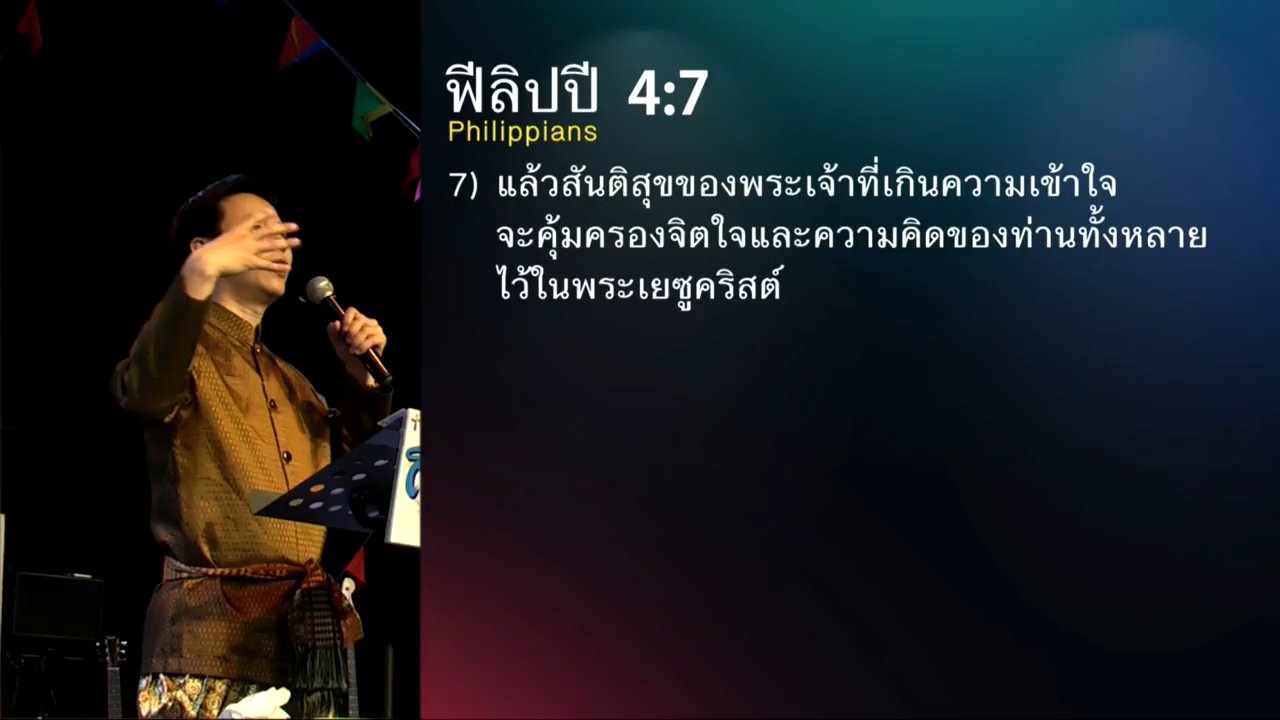 ฟีลิปปี 4:7
Philippians
7) แล้วสันติสุขของพระเจ้าที่เกินความเข้าใจ
จะคุ้มครองจิตใจและความคิดของท่านทั้งหลาย
ไว้ในพระเยซูคริสต์